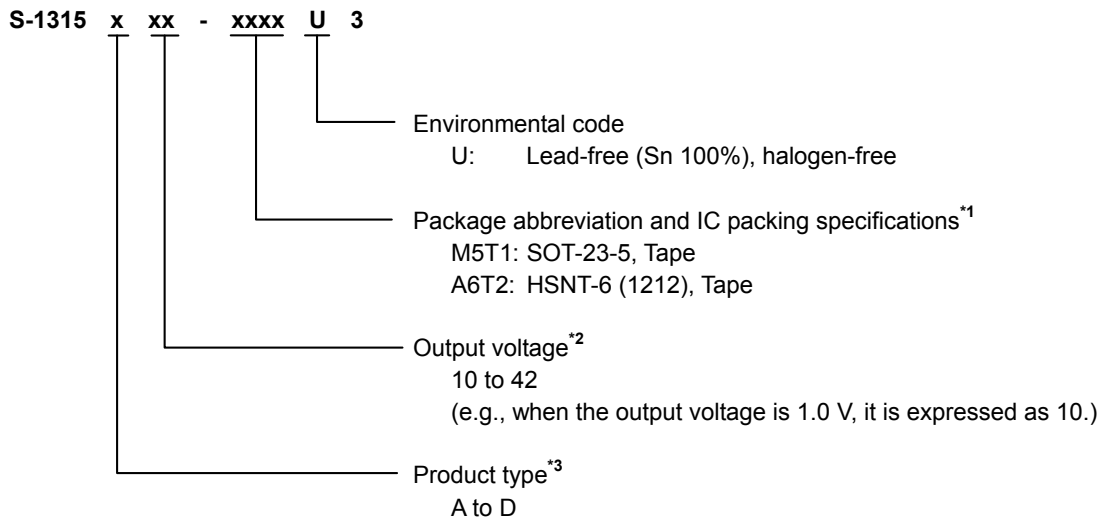 S-1315 x xx - xxxx U 3
Environmental code
U: Lead-free (Sn 100%), halogen-free
Package abbreviation and IC packing specifications*1
M5T1: SOT-23-5, Tape
A6T2: HSNT-6 (1212), Tape
Output voltage*2
10 to 42
(e.g., when the output voltage is 1.0 V, it is expressed as 10.)
Product type*3
A to D